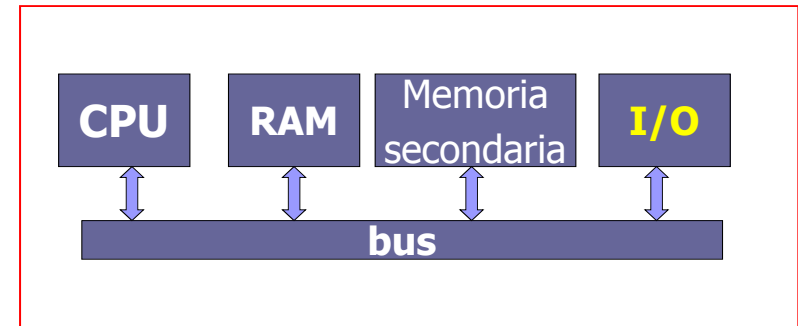 CPU
RAM
Memoria
secondaria
I/O
bus